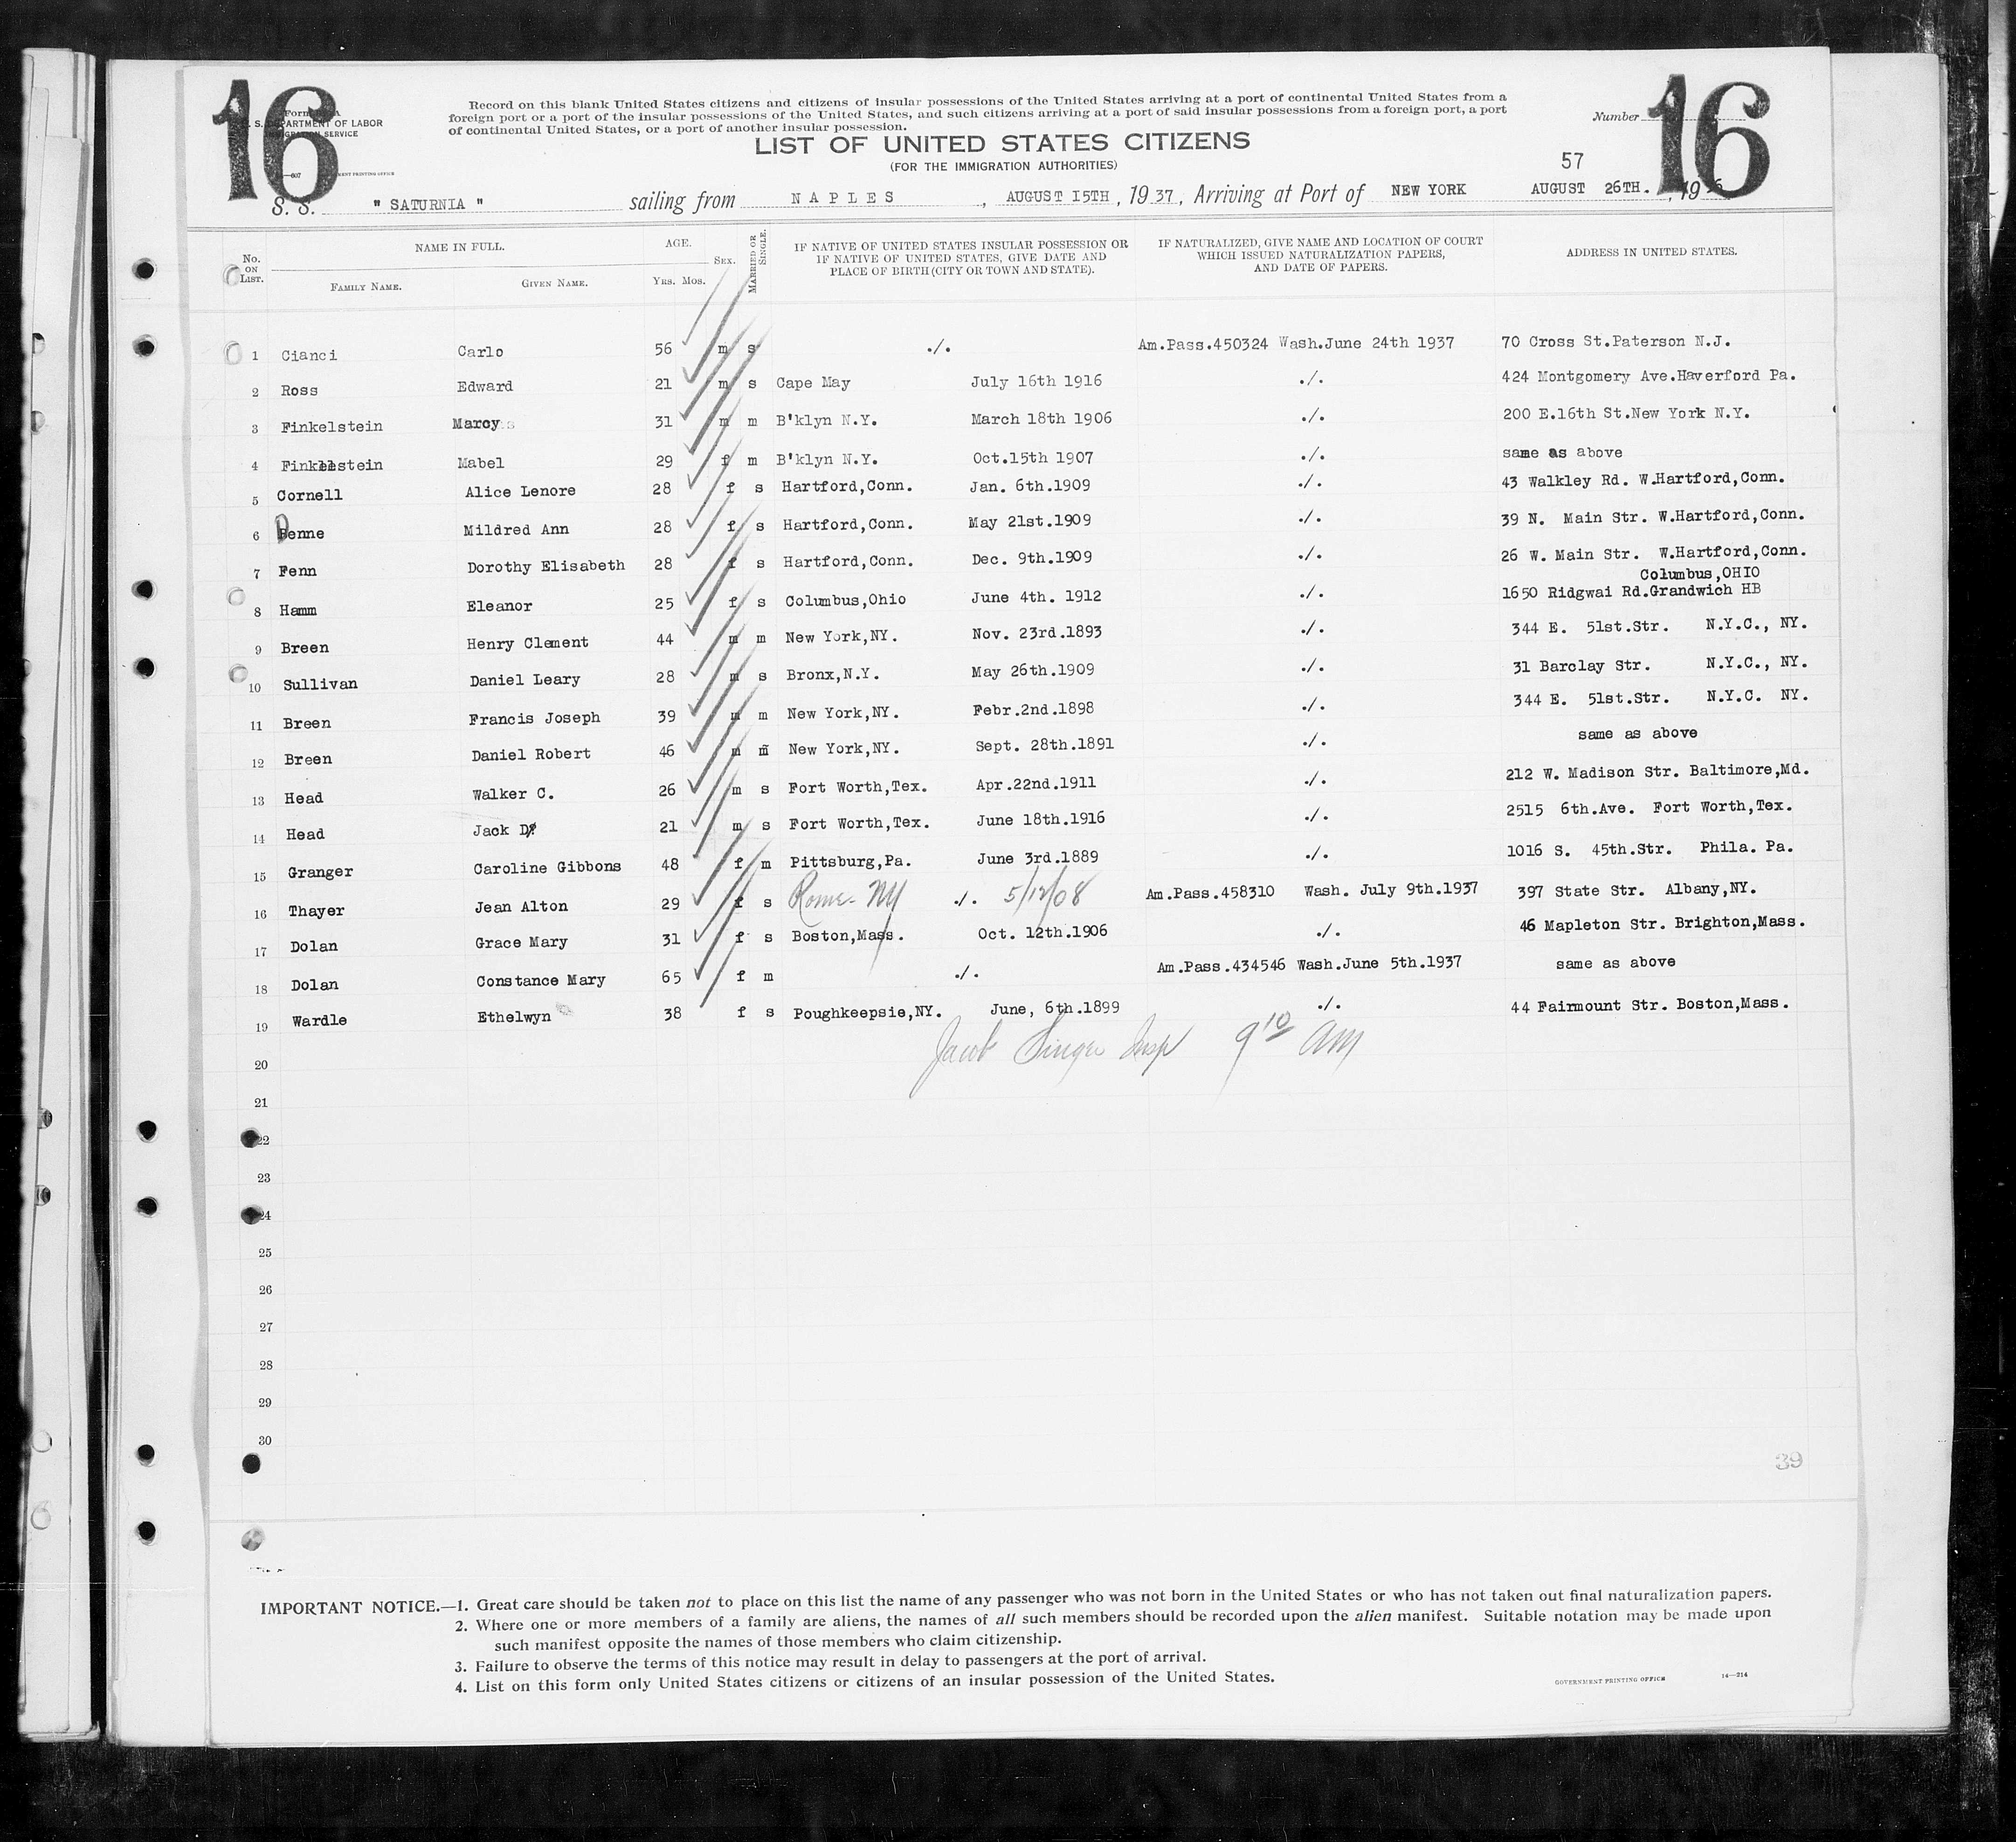 16
16
Record on this blank United States citizens and citizens of insular possessions of the United States arriving at a port of continental United States from a
foreign port or a port of the insular possessions of the United States, and such citizens arriving at a port of said insular possessions from a foreign port, a port
of continental United States, or a port of another insular possession.
PARTMENT OF LABOR
SERVICE
Number
LIST OF UNITED STATES CITIZENS
(FOR THE IMMIGRATION AUTHORITIES)
57
S. S. " SATURNIA " sailing from NAPLES, AUGUST 15TH, 1937, Arriving at Port of NEW YORK AUGUST 26TH., 19
No. ON LIST. NAME IN FULL. AGE. SEX. MARRIED OR SINGLE. IF NATIVE OF UNITED STATES INSULAR POSSESSION OR IF NATIVE OF UNITED STATES, GIVE DATE AND PLACE OF BIRTH (CITY OR TOWN AND STATE). IF NATURALIZED, GIVE NAME AND LOCATION OF COURT WHICH ISSUED NATURALIZATION PAPERS, AND DATE OF PAPERS. ADDRESS IN UNITED STATES.
FAMILY NAME. GIVEN NAME. YRS. MOS.
1 Cianci Carlo 56 m s ./. Am.Pass.450324 Wash.June 24th 1937 70 Cross St.Paterson N.J.
2 Ross Edward 21 m s Cape May July 16th 1916 ./. 424 Montgomery Ave.Haverford Pa.
3 Finkelstein Marcy 31 m m B'klyn N.Y. March 18th 1906 ./. 200 E.16th St.New York N.Y.
4 Finkelstein Mabel 29 f m B'klyn N.Y. Oct.15th 1907 ./. same as above
5 Cornell Alice Lenore 28 f s Hartford,Conn. Jan. 6th.1909 ./. 43 Walkley Rd. W.Hartford,Conn.
6 Denne Mildred Ann 28 f s Hartford,Conn. May 21st.1909 ./. 39 N. Main Str. W.Hartford,Conn.
7 Fenn Dorothy Elisabeth 28 f s Hartford,Conn. Dec. 9th.1909 ./. 26 W. Main Str. W.Hartford,Conn.
Columbus,OHIO
8 Hamm Eleanor 25 f s Columbus,Ohio June 4th. 1912 ./. 1650 Ridgwai Rd.Grandwich HB
9 Breen Henry Clement 44 m m New York,NY. Nov. 23rd.1893 ./. 344 E. 51st.Str. N.Y.C., NY.
10 Sullivan Daniel Leary 28 m s Bronx,N.Y. May 26th.1909 ./. 31 Barclay Str. N.Y.C., NY.
11 Breen Francis Joseph 39 m m New York,NY. Febr.2nd.1898 ./. 344 E. 51st.Str. N.Y.C. NY.
12 Breen Daniel Robert 46 m m New York,NY. Sept. 28th.1891 ./. same as above
13 Head Walker C. 26 m s Fort Worth,Tex. Apr.22nd.1911 ./. 212 W. Madison Str. Baltimore,Md.
14 Head Jack D. 21 m s Fort Worth,Tex. June 18th.1916 ./. 2515 6th.Ave. Fort Worth,Tex.
15 Granger Caroline Gibbons 48 f m Pittsburg,Pa. June 3rd.1889 ./. 1016 S. 45th.Str. Phila. Pa.
16 Thayer Jean Alton 29 f s Rome- NY ./. 5/12/08 Am.Pass.458310 Wash. July 9th.1937 397 State Str. Albany,NY.
17 Dolan Grace Mary 31 f s Boston,Mass. Oct. 12th.1906 ./. 46 Mapleton Str. Brighton,Mass.
18 Dolan Constance Mary 65 f m ./. Am.Pass.434546 Wash.June 5th.1937 same as above
19 Wardle Ethelwyn 38 f s Poughkeepsie,NY. June, 6th.1899 ./. 44 Fairmount Str. Boston,Mass.
Jacob Singer Insp 9 10 am
20
21
22
23
24
25
26
27
28
29
30
39
IMPORTANT NOTICE.—1. Great care should be taken not to place on this list the name of any passenger who was not born in the United States or who has not taken out final naturalization papers.
2. Where one or more members of a family are aliens, the names of all such members should be recorded upon the alien manifest. Suitable notation may be made upon
such manifest opposite the names of those members who claim citizenship.
3. Failure to observe the terms of this notice may result in delay to passengers at the port of arrival.
4. List on this form only United States citizens or citizens of an insular possession of the United States.
GOVERNMENT PRINTING OFFICE 14—214